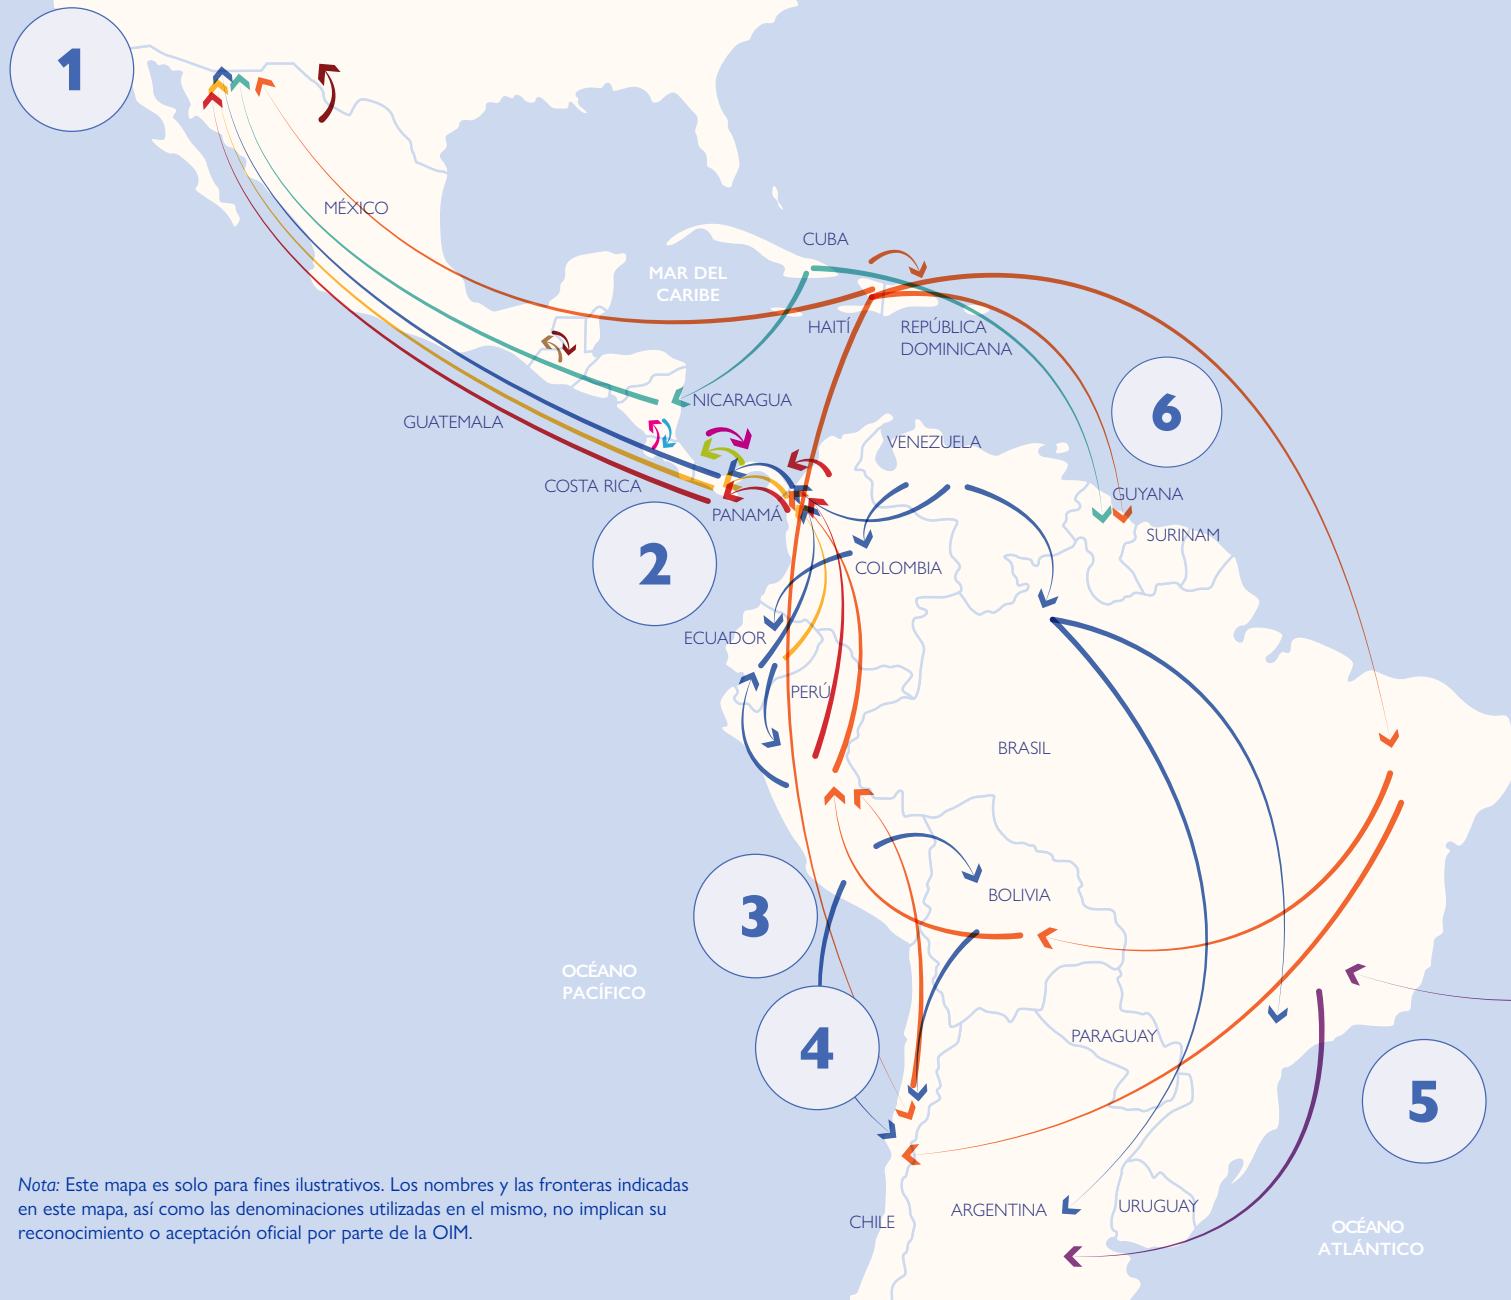 1
MÉXICO
CUBA
MAR DEL
CARIBE
HAITÍ
REPÚBLICA
DOMINICANA
NICARAGUA
6
GUATEMALA
VENEZUELA
COSTA RICA
GUYANA
PANAMÁ
SURINAM
2
COLOMBIA
ECUADOR
PERÚ
BRASIL
BOLIVIA
3
OCÉANO
PACÍFICO
PARAGUAY
4
5
Nota: Este mapa es solo para fines ilustrativos. Los nombres y las fronteras indicadas
en este mapa, así como las denominaciones utilizadas en el mismo, no implican su
reconocimiento o aceptación oficial por parte de la OIM.
CHILE
ARGENTINA
URUGUAY
OCÉANO
ATLÁNTICO